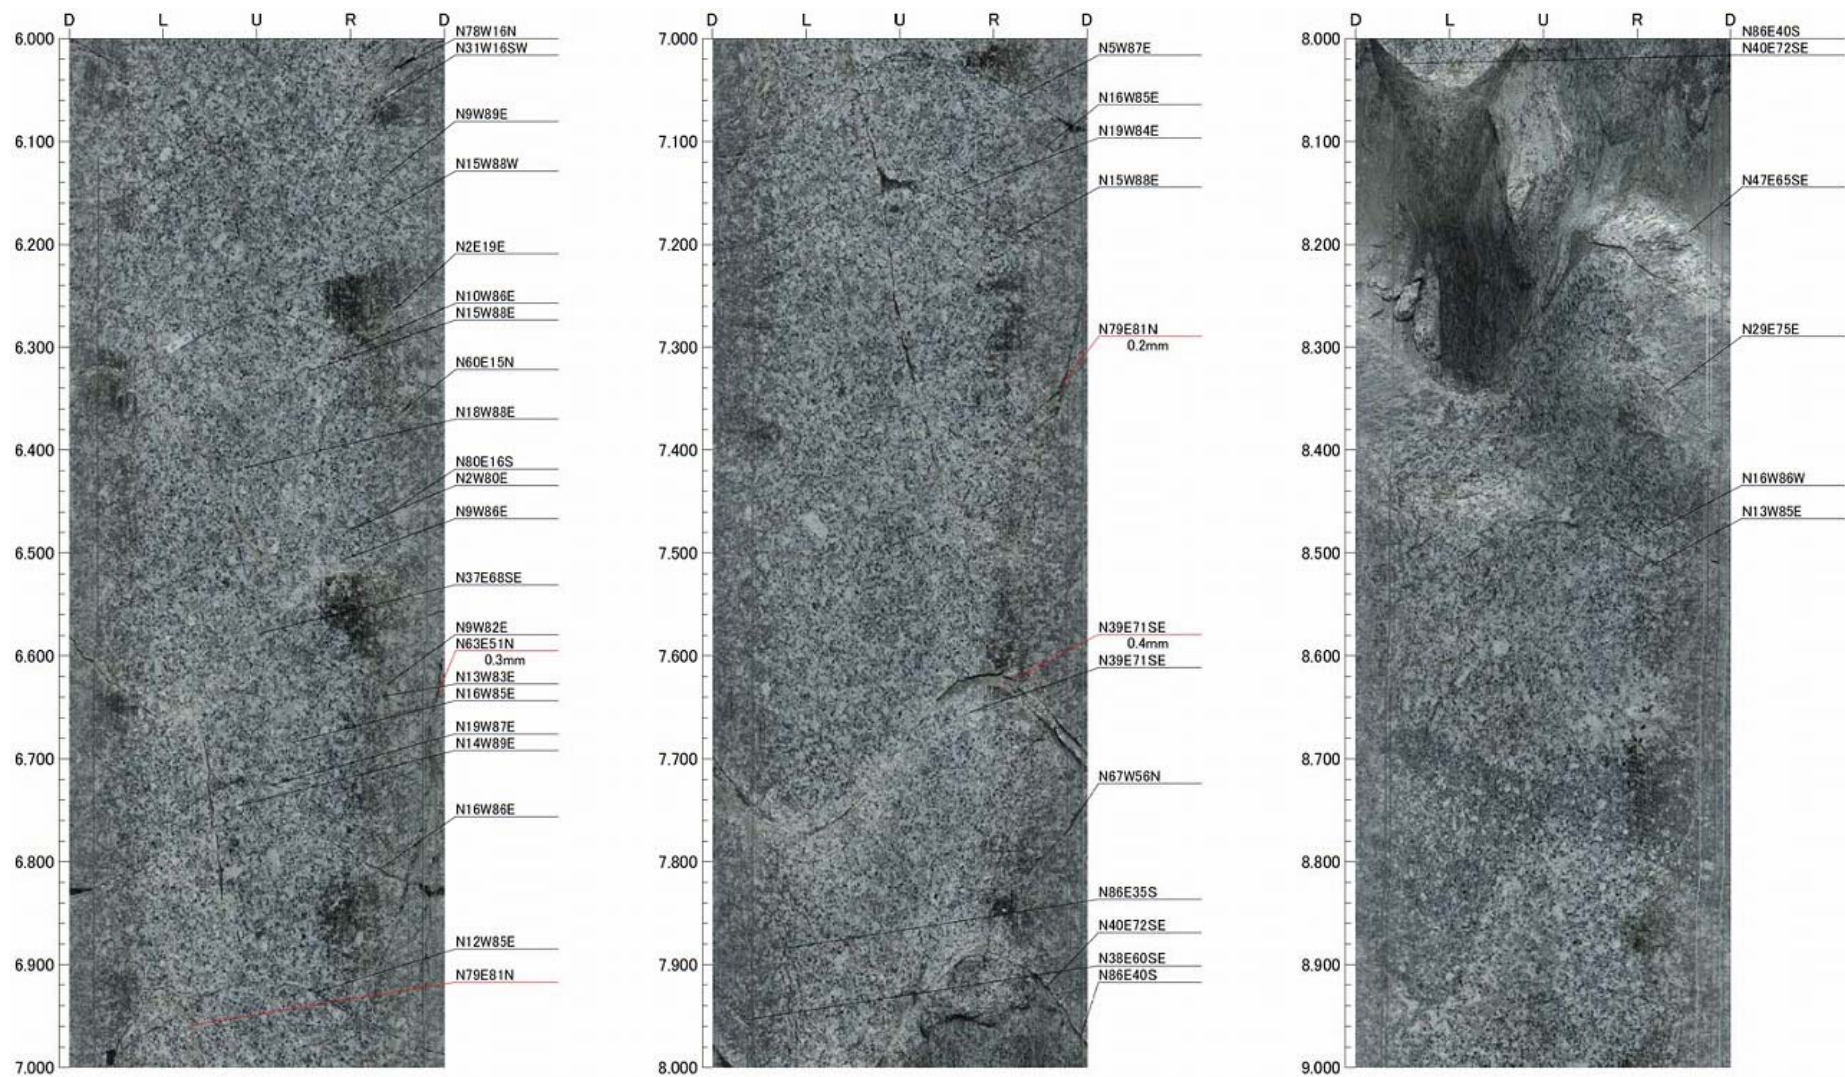 D L U R D
6.000
6.100
6.200
6.300
6.400
6.500
6.600
6.700
6.800
6.900
7.000
N78W16N
N31W16SW
N9W89E
N15W88W
N2E19E
N10W86E
N15W88E
N60E15N
N18W88E
N80E16S
N2W80E
N9W86E
N37E68SE
N9W82E
N63E51N
0.3mm
N13W83E
N16W85E
N19W87E
N14W89E
N16W86E
N12W85E
N79E81N
D L U R D
7.000
7.100
7.200
7.300
7.400
7.500
7.600
7.700
7.800
7.900
8.000
N5W87E
N16W85E
N19W84E
N15W88E
N79E81N
0.2mm
N39E71SE
0.4mm
N39E71SE
N67W56N
N86E35S
N40E72SE
N38E60SE
N86E40S
D L U R D
8.000
8.100
8.200
8.300
8.400
8.500
8.600
8.700
8.800
8.900
9.000
N86E40S
N40E72SE
N47E65SE
N29E75E
N16W86W
N13W85E